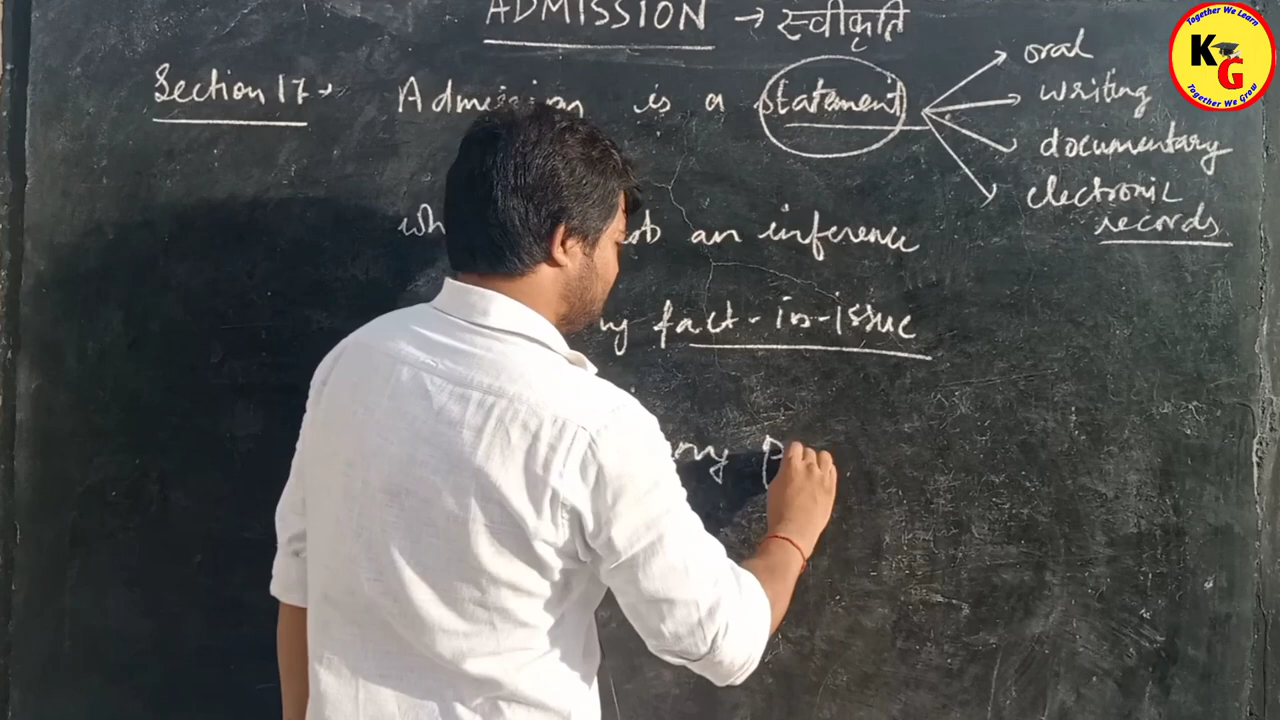 ADMISSION → स्वीकृति
Section 17 → Admission is a statement
oral
writing
documentary
electronic
records
an inference
fact-in-issue
Together We Learn
KG
Together We Grow